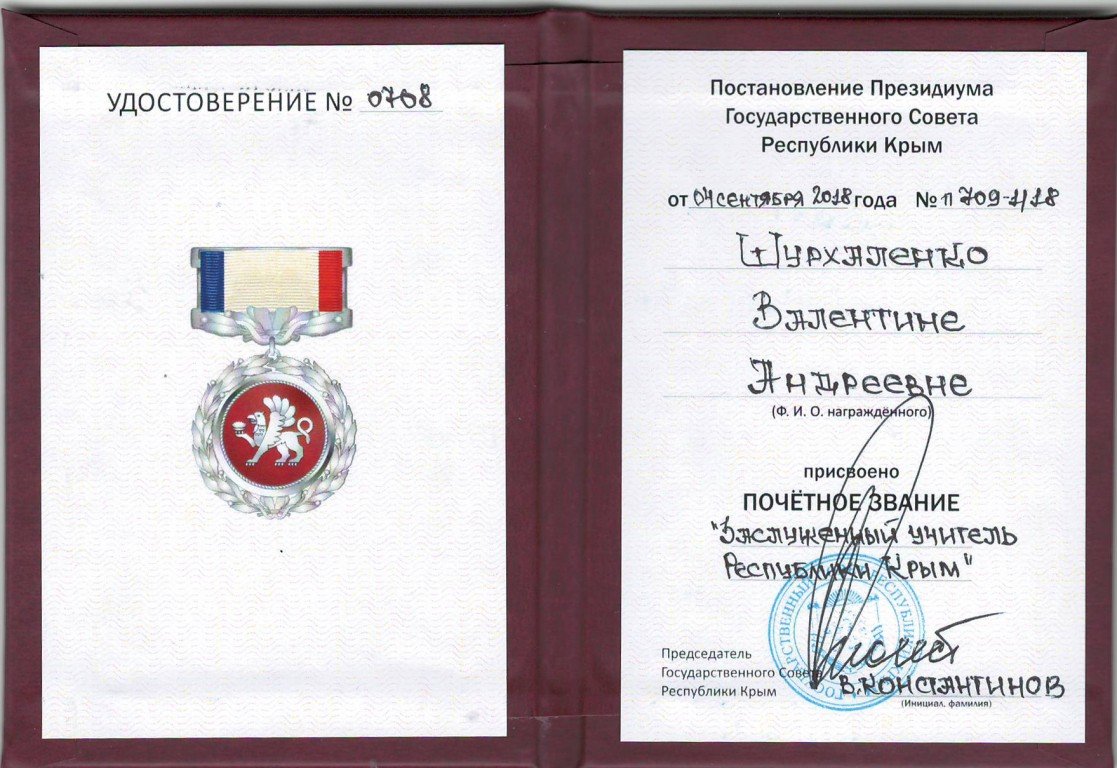 УДОСТОВЕРЕНИЕ № 0708
Постановление Президиума
Государственного Совета
Республики Крым
от 04 сентября 2018 года № п 709-1/18
Шурхаленко
Валентине
Андреевне
(Ф. И. О. награждённого)
присвоено
ПОЧЁТНОЕ ЗВАНИЕ
"Заслуженный учитель
Республики Крым"
Председатель
Государственного Совета
Республики Крым
В. КОНСТАНТИНОВ
(Инициал. фамилия)